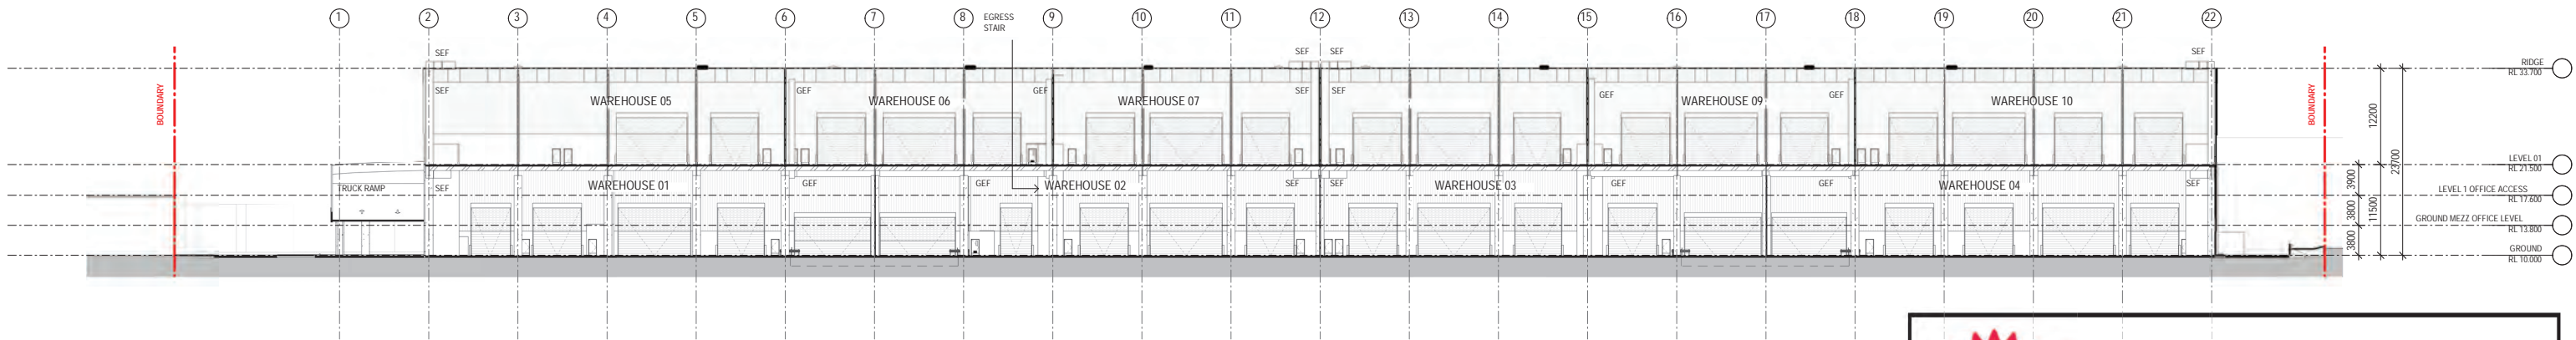 1 2 3 4 5 6 7 8 9 10 11 12 13 14 15 16 17 18 19 20 21 22
EGRESS
STAIR
SEF SEF SEF SEF
RIDGE
RL 33.700
BOUNDARY
SEF GEF GEF SEF SEF GEF GEF
WAREHOUSE 05 WAREHOUSE 06 WAREHOUSE 07 WAREHOUSE 09 WAREHOUSE 10
BOUNDARY
12200
23700
LEVEL 01
RL 21.500
TRUCK RAMP
SEF WAREHOUSE 01 GEF GEF WAREHOUSE 02 SEF SEF WAREHOUSE 03 GEF GEF WAREHOUSE 04 SEF
3900
LEVEL 1 OFFICE ACCESS
RL 17.600
3800
11500
GROUND MEZZ OFFICE LEVEL
RL 13.800
3800
GROUND
RL 10.000